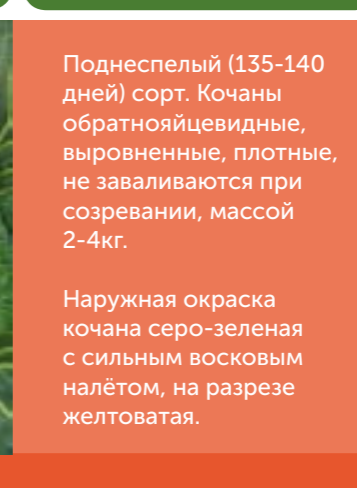 Поднеспелый (135-140
дней) сорт. Кочаны
обратнояйцевидные,
выровненные, плотные,
не заваливаются при
созревании, массой
2-4кг.
Наружная окраска
кочана серо-зеленая
с сильным восковым
налётом, на разрезе
желтоватая.